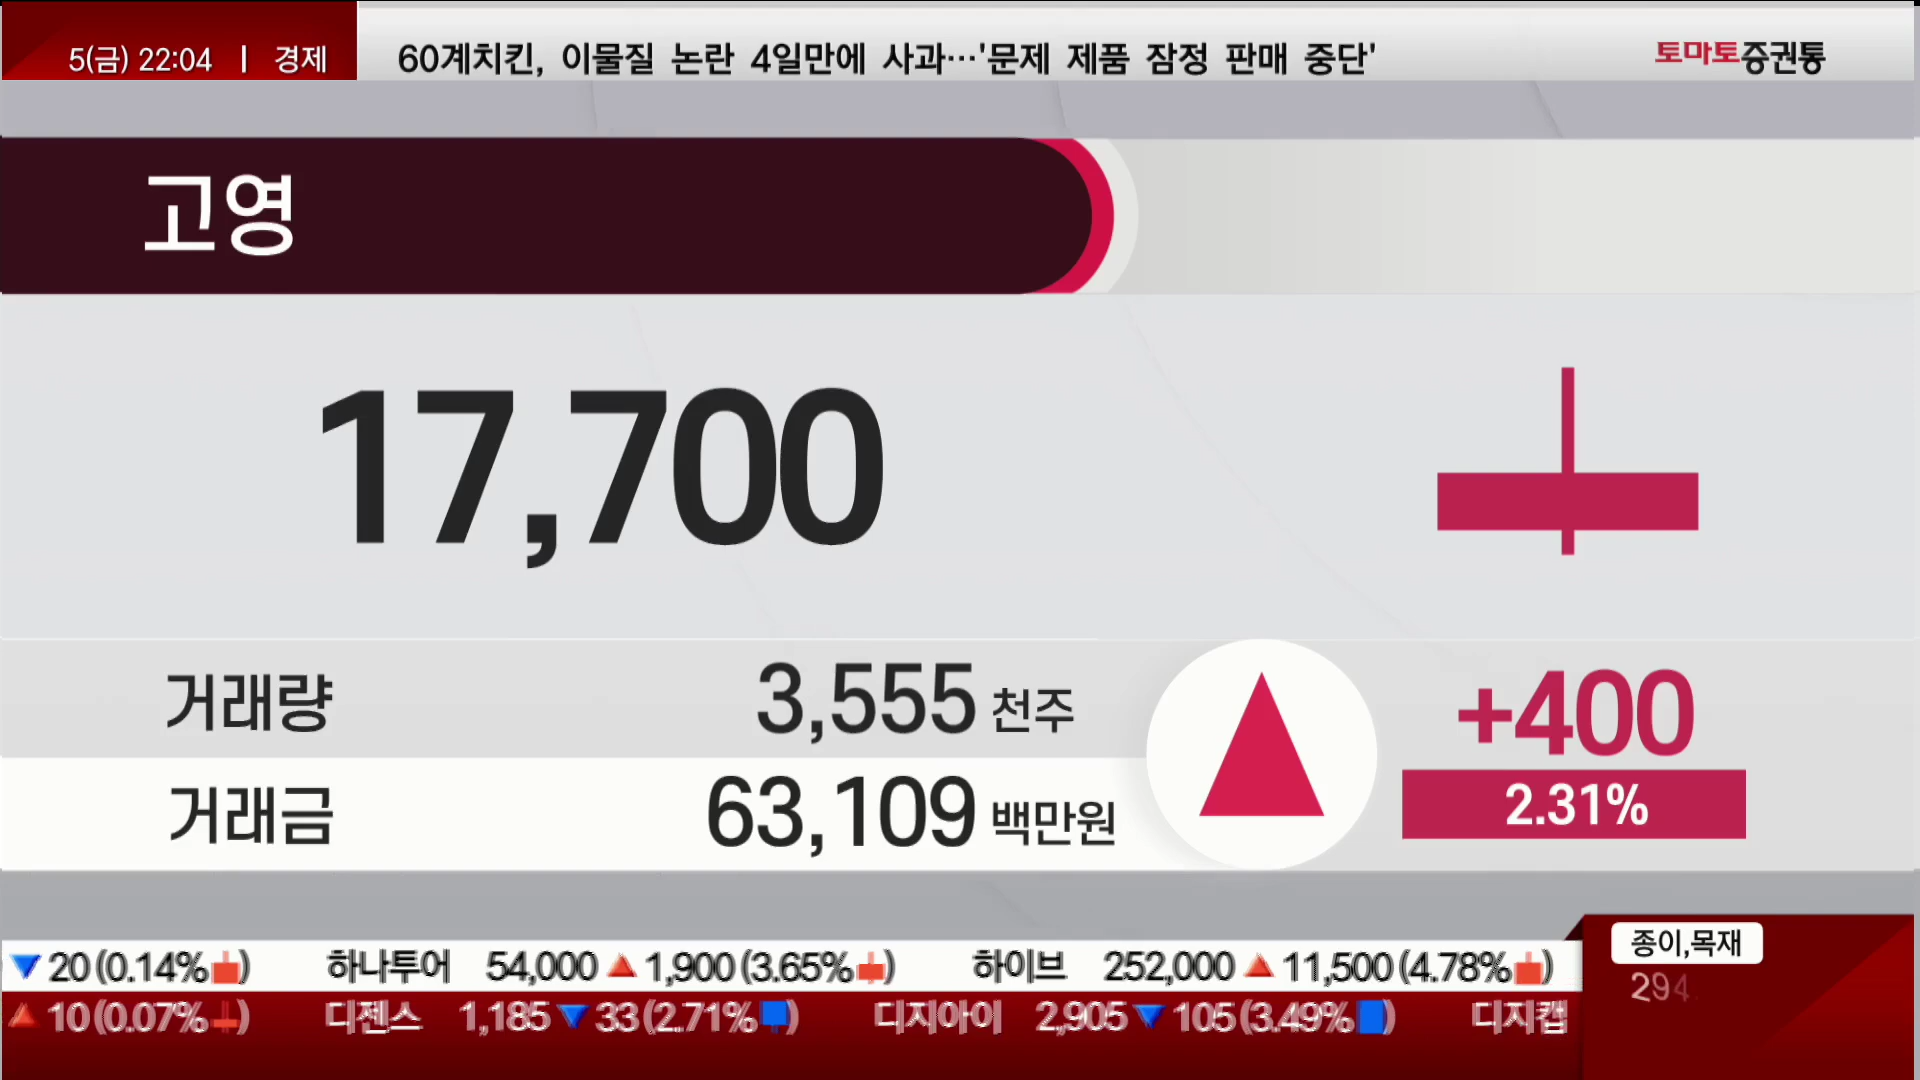 5(금) 22:04 | 경제
60계치킨, 이물질 논란 4일만에 사과…'문제 제품 잠정 판매 중단'
토마토증권통
고영
17,700
거래량 3,555 천주
+400
2.31%
거래금 63,109 백만원
▼20(0.14%) 하나투어 54,000▲1,900(3.65%) 하이브 252,000▲11,500(4.78%)
▲10(0.07%) 디젠스 1,185▼33(2.71%) 디지아이 2,905▼105(3.49%) 디지캡
종이,목재
294